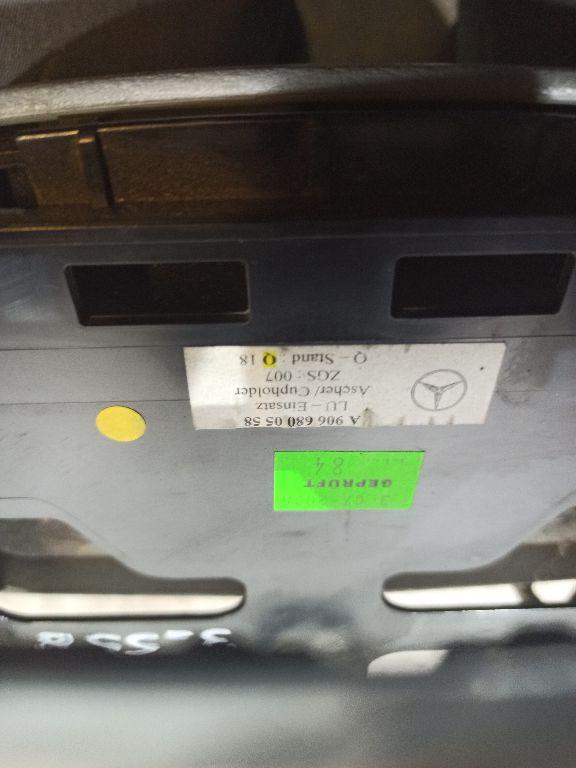 A 906 680 05 58
LU - Einsatz
Ascher/Cupholder
ZGS : 007
Q - Stand : Q 18
GEPRUFT
84